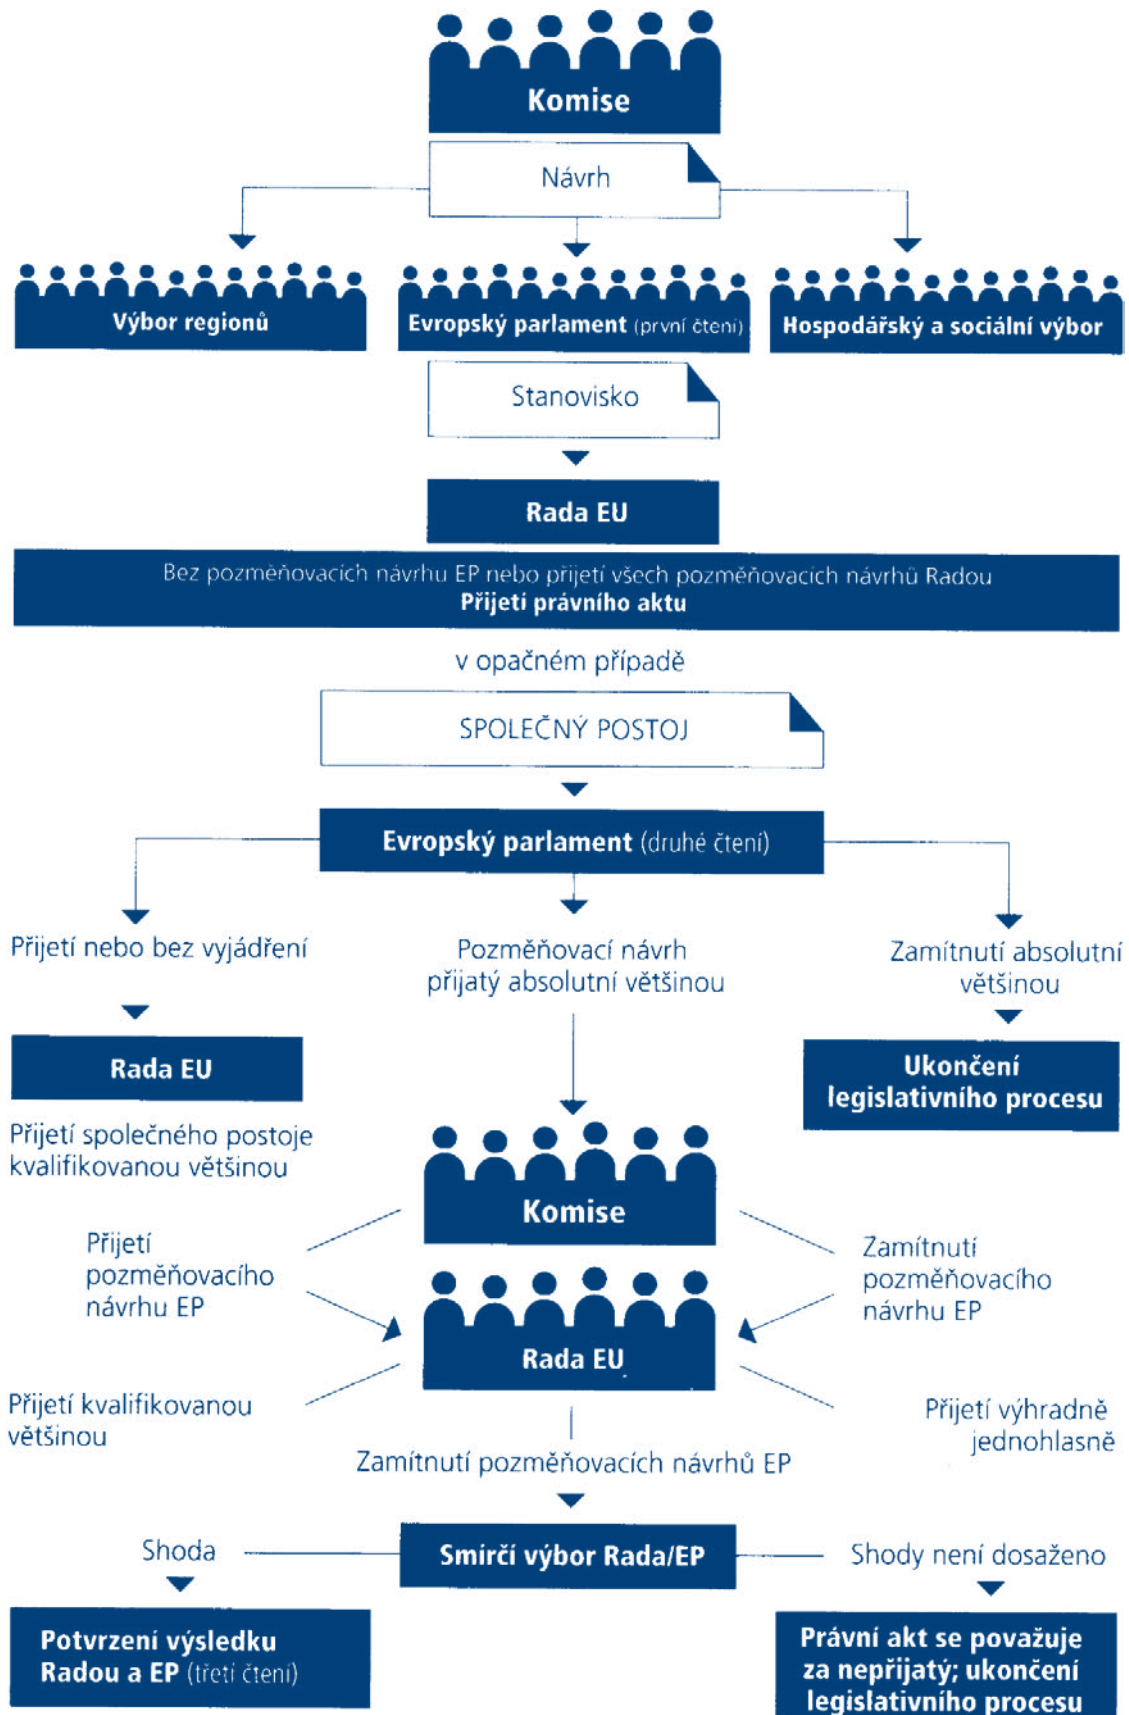 Komise
Návrh
Výbor regionů
Evropský parlament (první čtení)
Hospodářský a sociální výbor
Stanovisko
Rada EU
Bez pozměňovacích návrhu EP nebo přijetí všech pozměňovacích návrhů Radou
Přijetí právního aktu
v opačném případě
SPOLEČNÝ POSTOJ
Evropský parlament (druhé čtení)
Přijetí nebo bez vyjádření
Pozměňovací návrh
přijatý absolutní většinou
Zamítnutí absolutní
většinou
Rada EU
Ukončení
legislativního procesu
Přijetí společného postoje
kvalifikovanou většinou
Komise
Přijetí
pozměňovacího
návrhu EP
Zamítnutí
pozměňovacího
návrhu EP
Rada EU
Přijetí kvalifikovanou
většinou
Přijetí výhradně
jednohlasně
Zamítnutí pozměňovacích návrhů EP
Shoda
Smírčí výbor Rada/EP
Shody není dosaženo
Potvrzení výsledku
Radou a EP (třetí čtení)
Právní akt se považuje
za nepřijatý; ukončení
legislativního procesu